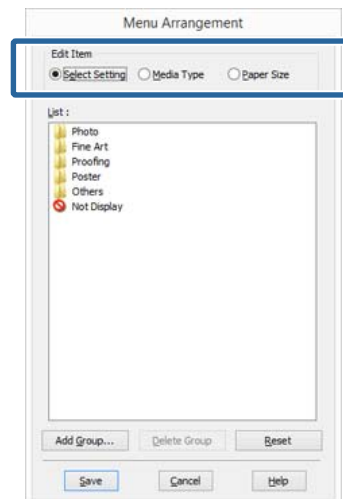 Menu Arrangement
Edit Item
Select Setting Media Type Paper Size
List :
Photo
Fine Art
Proofing
Poster
Others
Not Display
Add Group... Delete Group Reset
Save Cancel Help